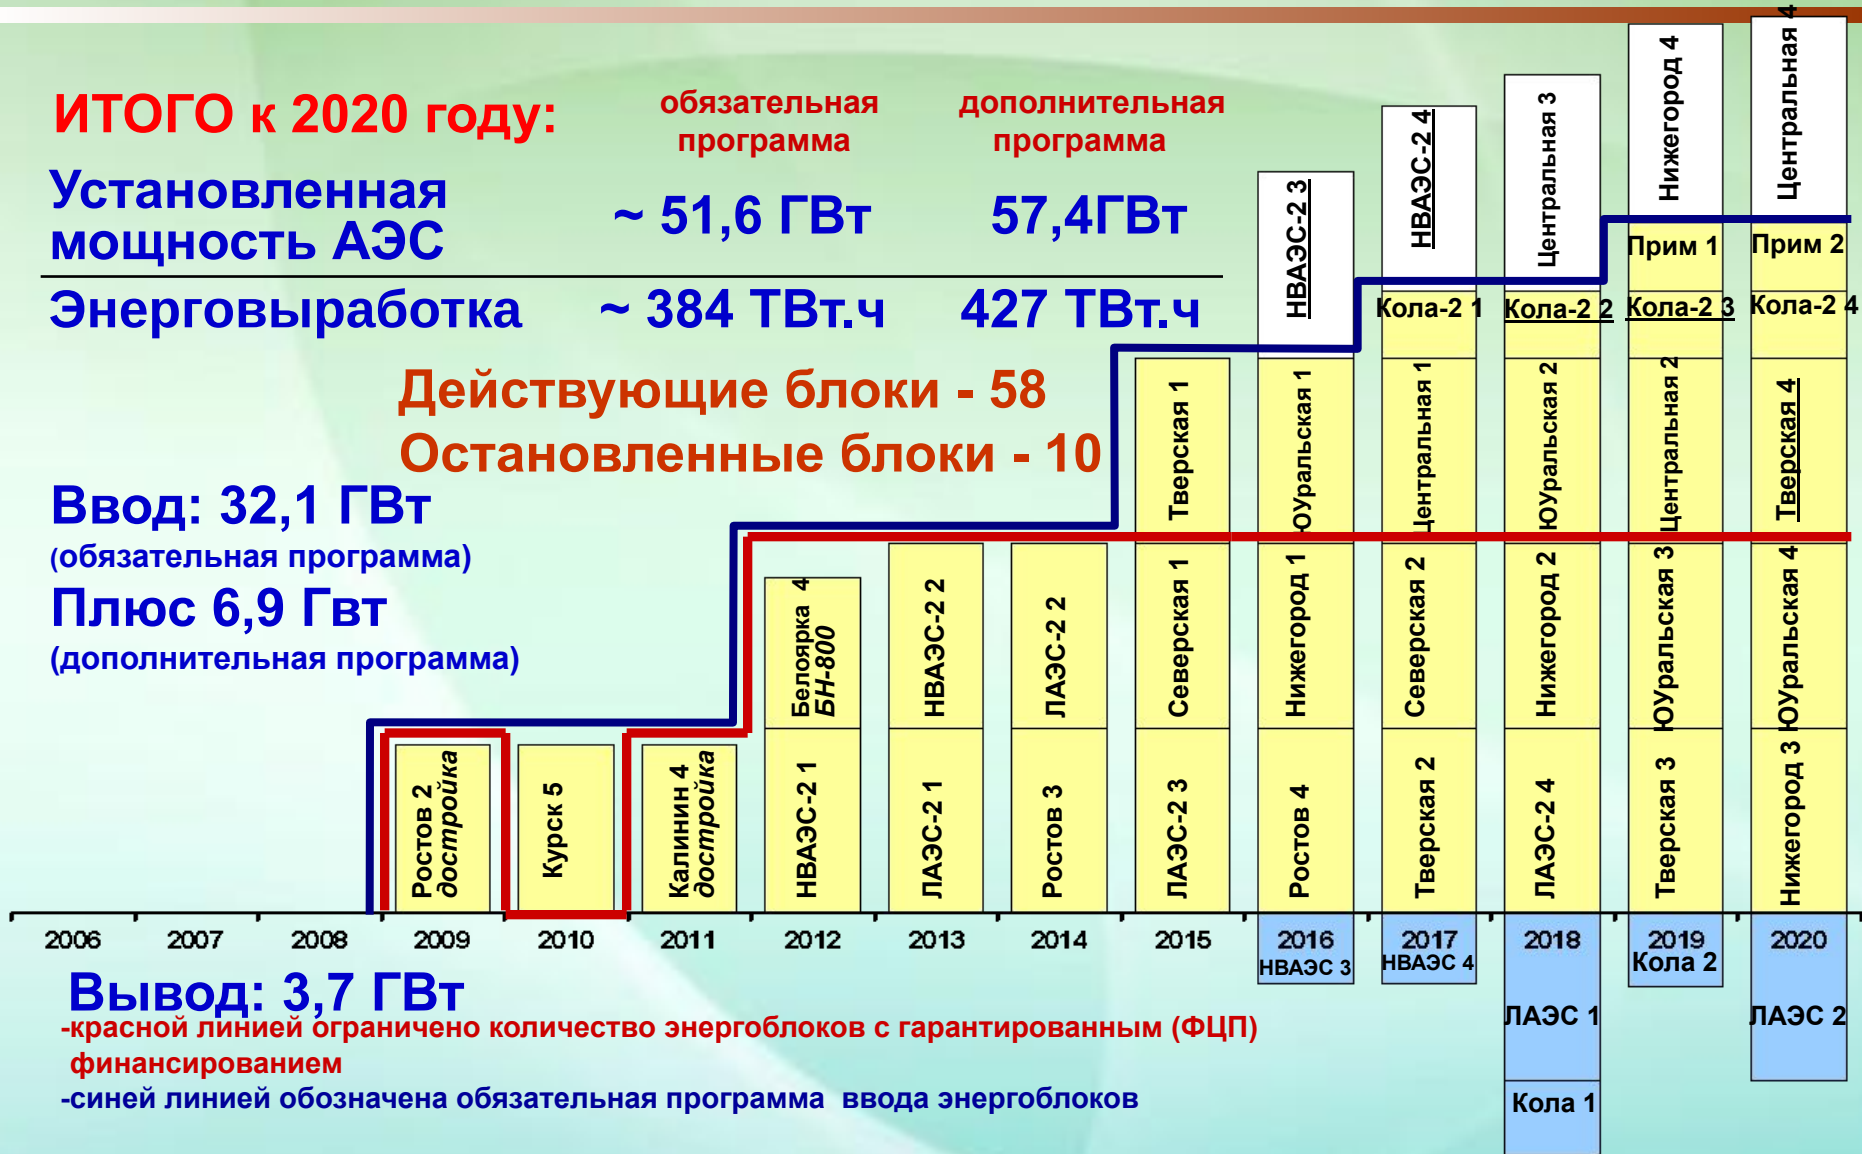 ИТОГО к 2020 году:
обязательная
программа
дополнительная
программа
Установленная
мощность АЭС
~ 51,6 ГВт
57,4ГВт
Энерговыработка
~ 384 ТВт.ч
427 ТВт.ч
Действующие блоки - 58
Остановленные блоки - 10
Ввод: 32,1 ГВт
(обязательная программа)
Плюс 6,9 Гвт
(дополнительная программа)
Ростов 2
достройка
Курск 5
Калинин 4
достройка
Белоярка 4
БН-800
НВАЭС-2 1
НВАЭС-2 2
ЛАЭС-2 1
ЛАЭС-2 2
Ростов 3
Тверская 1
Северская 1
ЛАЭС-2 3
НВАЭС-2 3
ЮУральская 1
Нижегород 1
Ростов 4
НВАЭС-2 4
Кола-2 1
Центральная 1
Северская 2
Тверская 2
Центральная 3
Кола-2 2
ЮУральская 2
Нижегород 2
ЛАЭС-2 4
Нижегород 4
Прим 1
Кола-2 3
Центральная 2
ЮУральская 3
Тверская 3
Центральная 4
Прим 2
Кола-2 4
Тверская 4
ЮУральская 4
Нижегород 3
2006
2007
2008
2009
2010
2011
2012
2013
2014
2015
2016
2017
2018
2019
2020
НВАЭС 3
НВАЭС 4
ЛАЭС 1
Кола 1
Кола 2
ЛАЭС 2
Вывод: 3,7 ГВт
-красной линией ограничено количество энергоблоков с гарантированным (ФЦП)
финансированием
-синей линией обозначена обязательная программа ввода энергоблоков